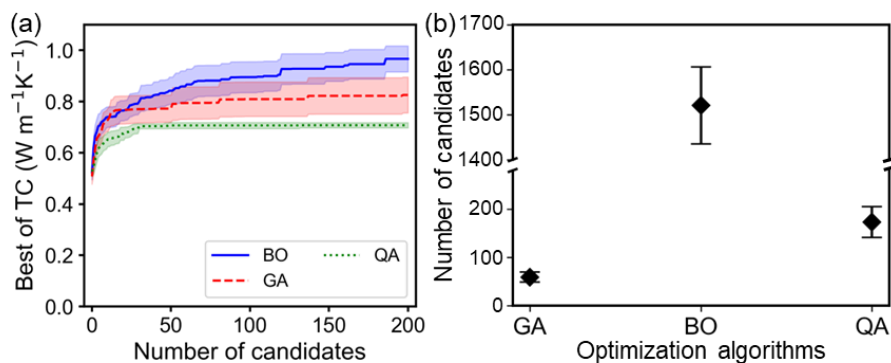 (a)
Best of TC (W m⁻¹K⁻¹)
1.0
0.8
0.6
0.4
0.2
0.0
BO
GA
QA
0
50
100
150
200
Number of candidates
(b)
Number of candidates
1700
1600
1500
1400
200
100
0
GA
BO
QA
Optimization algorithms